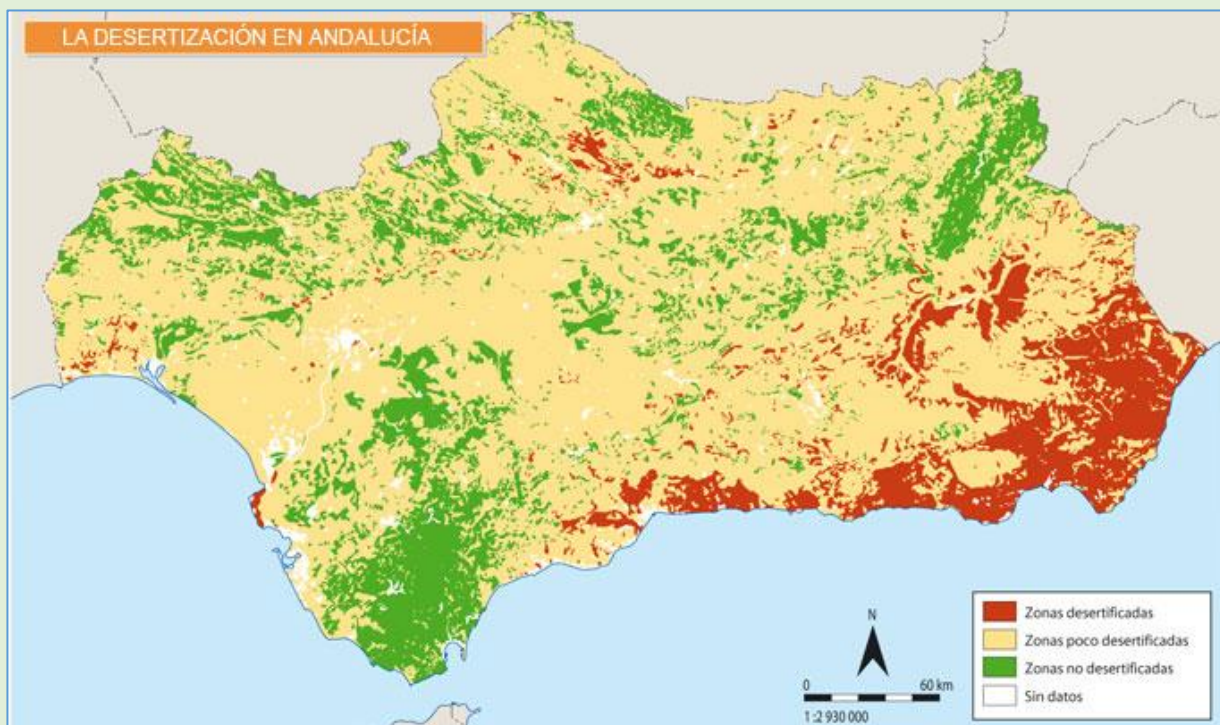 LA DESERTIZACIÓN EN ANDALUCÍA
N
0 60 km
1:2 930 000
Zonas desertificadas
Zonas poco desertificadas
Zonas no desertificadas
Sin datos